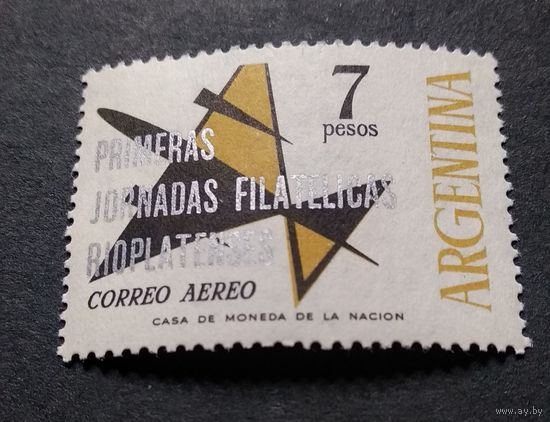 7
pesos
ARGENTINA
PRIMERAS
JORNADAS FILATELICAS
RIOPLATENSES
CORREO AEREO
CASA DE MONEDA DE LA NACION
www.ay.by